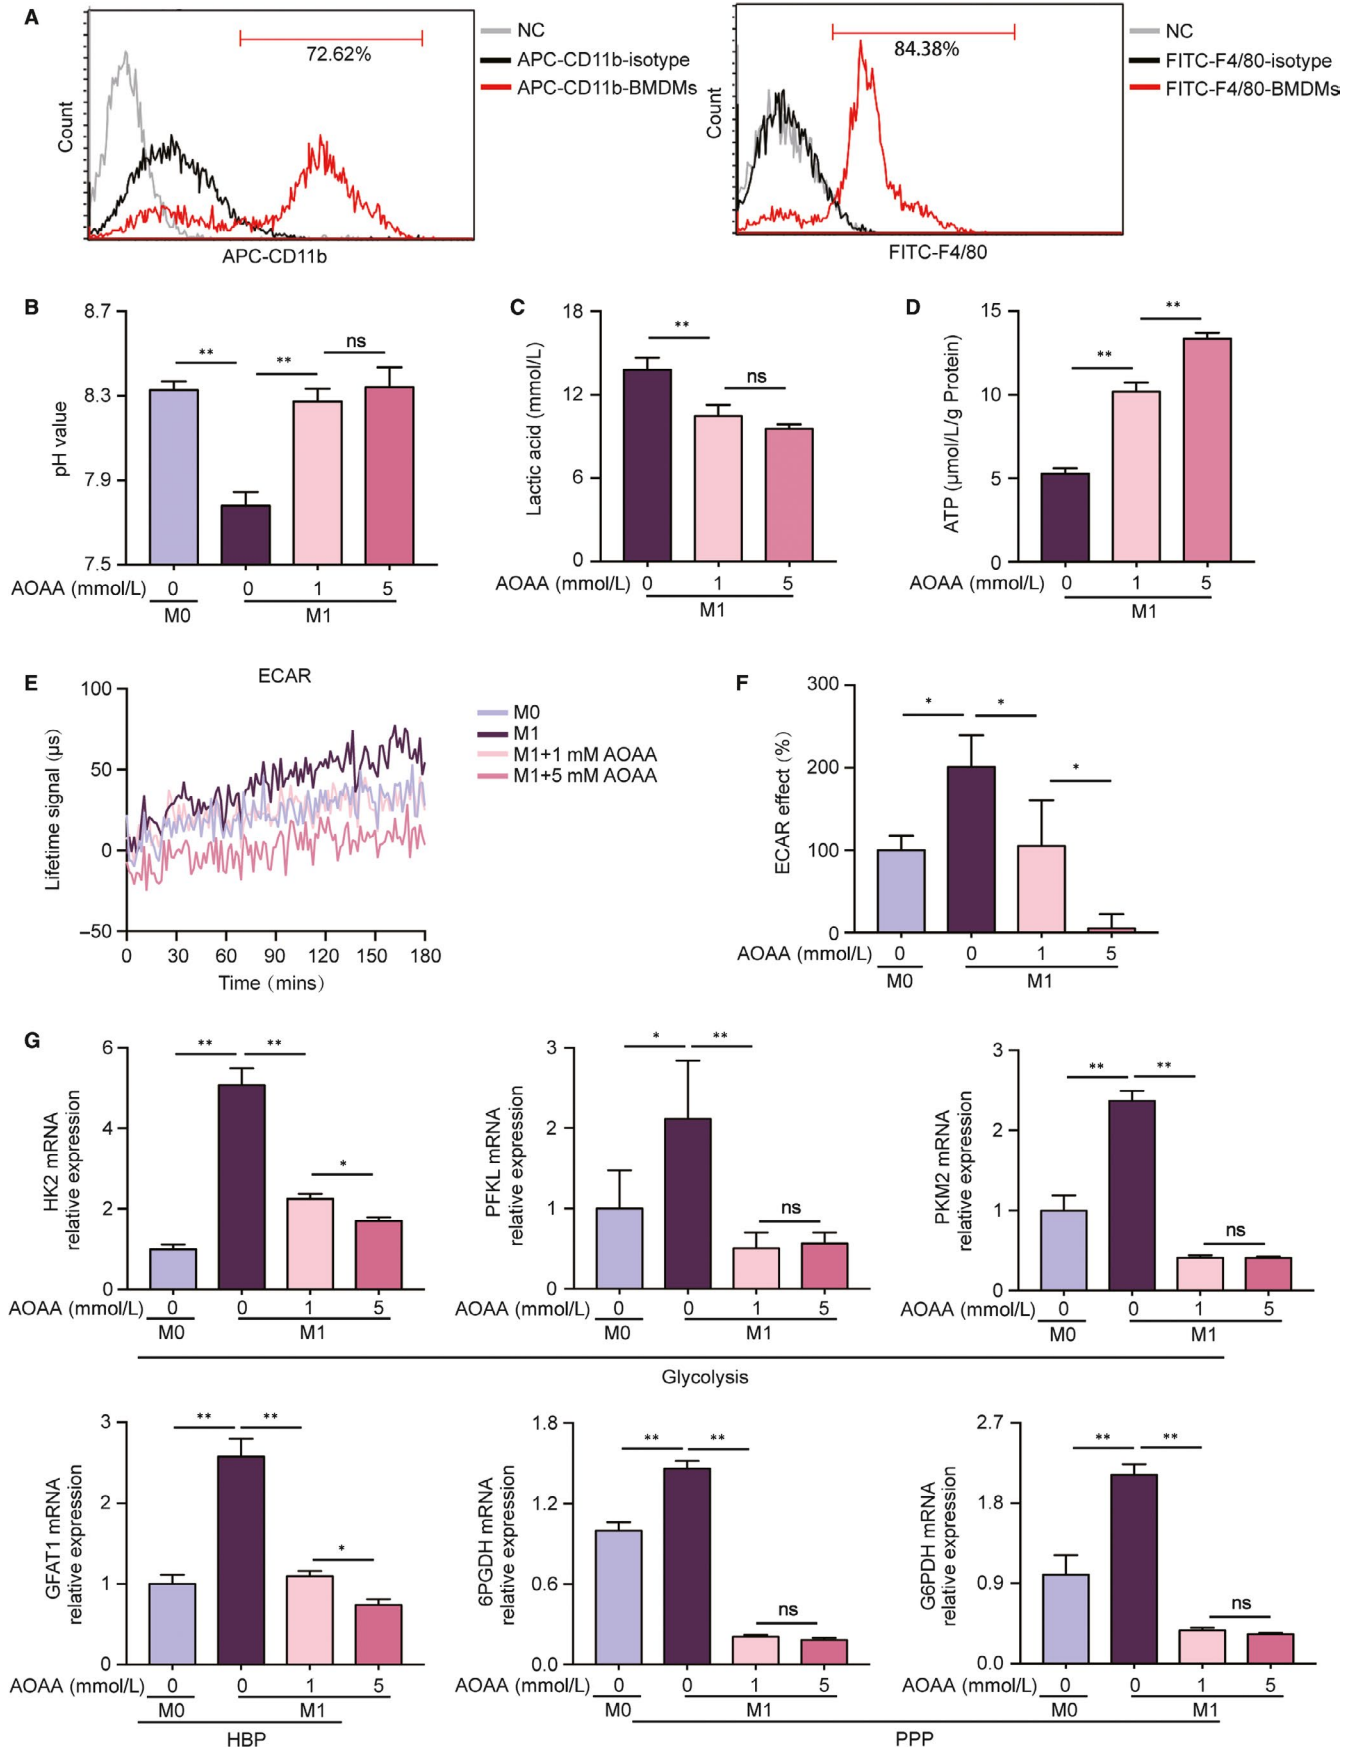 A
72.62%
Count
APC-CD11b
NC
APC-CD11b-isotype
APC-CD11b-BMDMs
84.38%
Count
FITC-F4/80
NC
FITC-F4/80-isotype
FITC-F4/80-BMDMs
B
8.7
8.3
7.9
7.5
pH value
**
**
ns
AOAA (mmol/L)
0
0
1
5
M0
M1
C
18
12
6
0
Lactic acid (mmol/L)
**
ns
AOAA (mmol/L)
0
1
5
M1
D
15
10
5
0
ATP (μmol/L/g Protein)
**
**
AOAA (mmol/L)
0
1
5
M1
E
ECAR
100
50
0
–50
Lifetime signal (μs)
0
30
60
90
120
150
180
Time (mins)
M0
M1
M1+1 mM AOAA
M1+5 mM AOAA
F
300
200
100
0
ECAR effect (%)
*
*
*
AOAA (mmol/L)
0
0
1
5
M0
M1
G
6
4
2
0
HK2 mRNA
relative expression
**
**
*
AOAA (mmol/L)
0
0
1
5
M0
M1
3
2
1
0
PFKL mRNA
relative expression
*
**
ns
AOAA (mmol/L)
0
0
1
5
M0
M1
3
2
1
0
PKM2 mRNA
relative expression
**
**
ns
AOAA (mmol/L)
0
0
1
5
M0
M1
Glycolysis
3
2
1
0
GFAT1 mRNA
relative expression
**
**
*
AOAA (mmol/L)
0
0
1
5
M0
M1
HBP
1.8
1.2
0.6
0.0
6PGDH mRNA
relative expression
**
**
ns
AOAA (mmol/L)
0
0
1
5
M0
M1
2.7
1.8
0.9
0.0
G6PDH mRNA
relative expression
**
**
ns
AOAA (mmol/L)
0
0
1
5
M0
M1
PPP